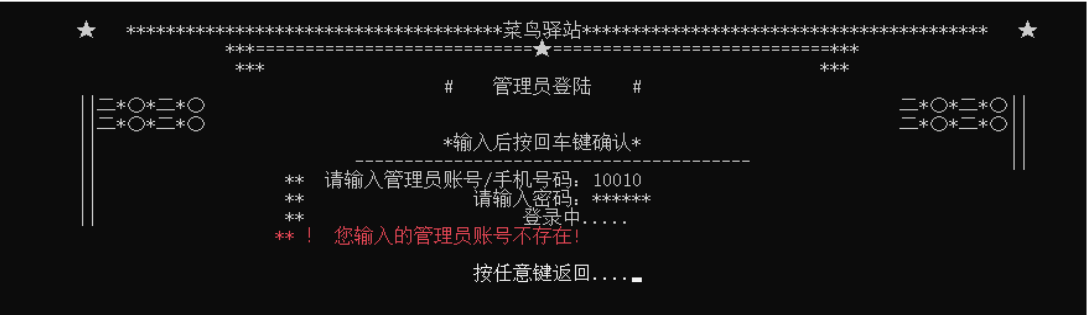 ★ **************************************菜鸟驿站***************************************** ★
***============================★============================***
*** ***
# 管理员登陆 #
二*〇*二*〇 二*〇*二*〇
二*〇*二*〇 二*〇*二*〇
*输入后按回车键确认*
----------------------------------------
** 请输入管理员账号/手机号码：10010
** 请输入密码：******
** 登录中.....
** ! 您输入的管理员账号不存在!
按任意键返回....